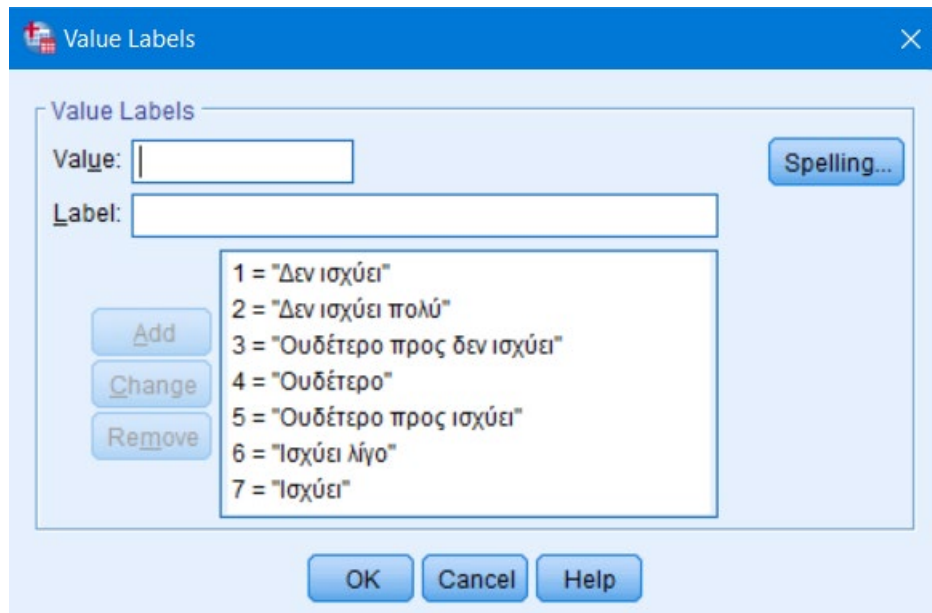 Value Labels
Value Labels
Value:
Spelling...
Label:
1 = "Δεν ισχύει"
2 = "Δεν ισχύει πολύ"
3 = "Ουδέτερο προς δεν ισχύει"
4 = "Ουδέτερο"
5 = "Ουδέτερο προς ισχύει"
6 = "Ισχύει λίγο"
7 = "Ισχύει"
Add
Change
Remove
OK Cancel Help